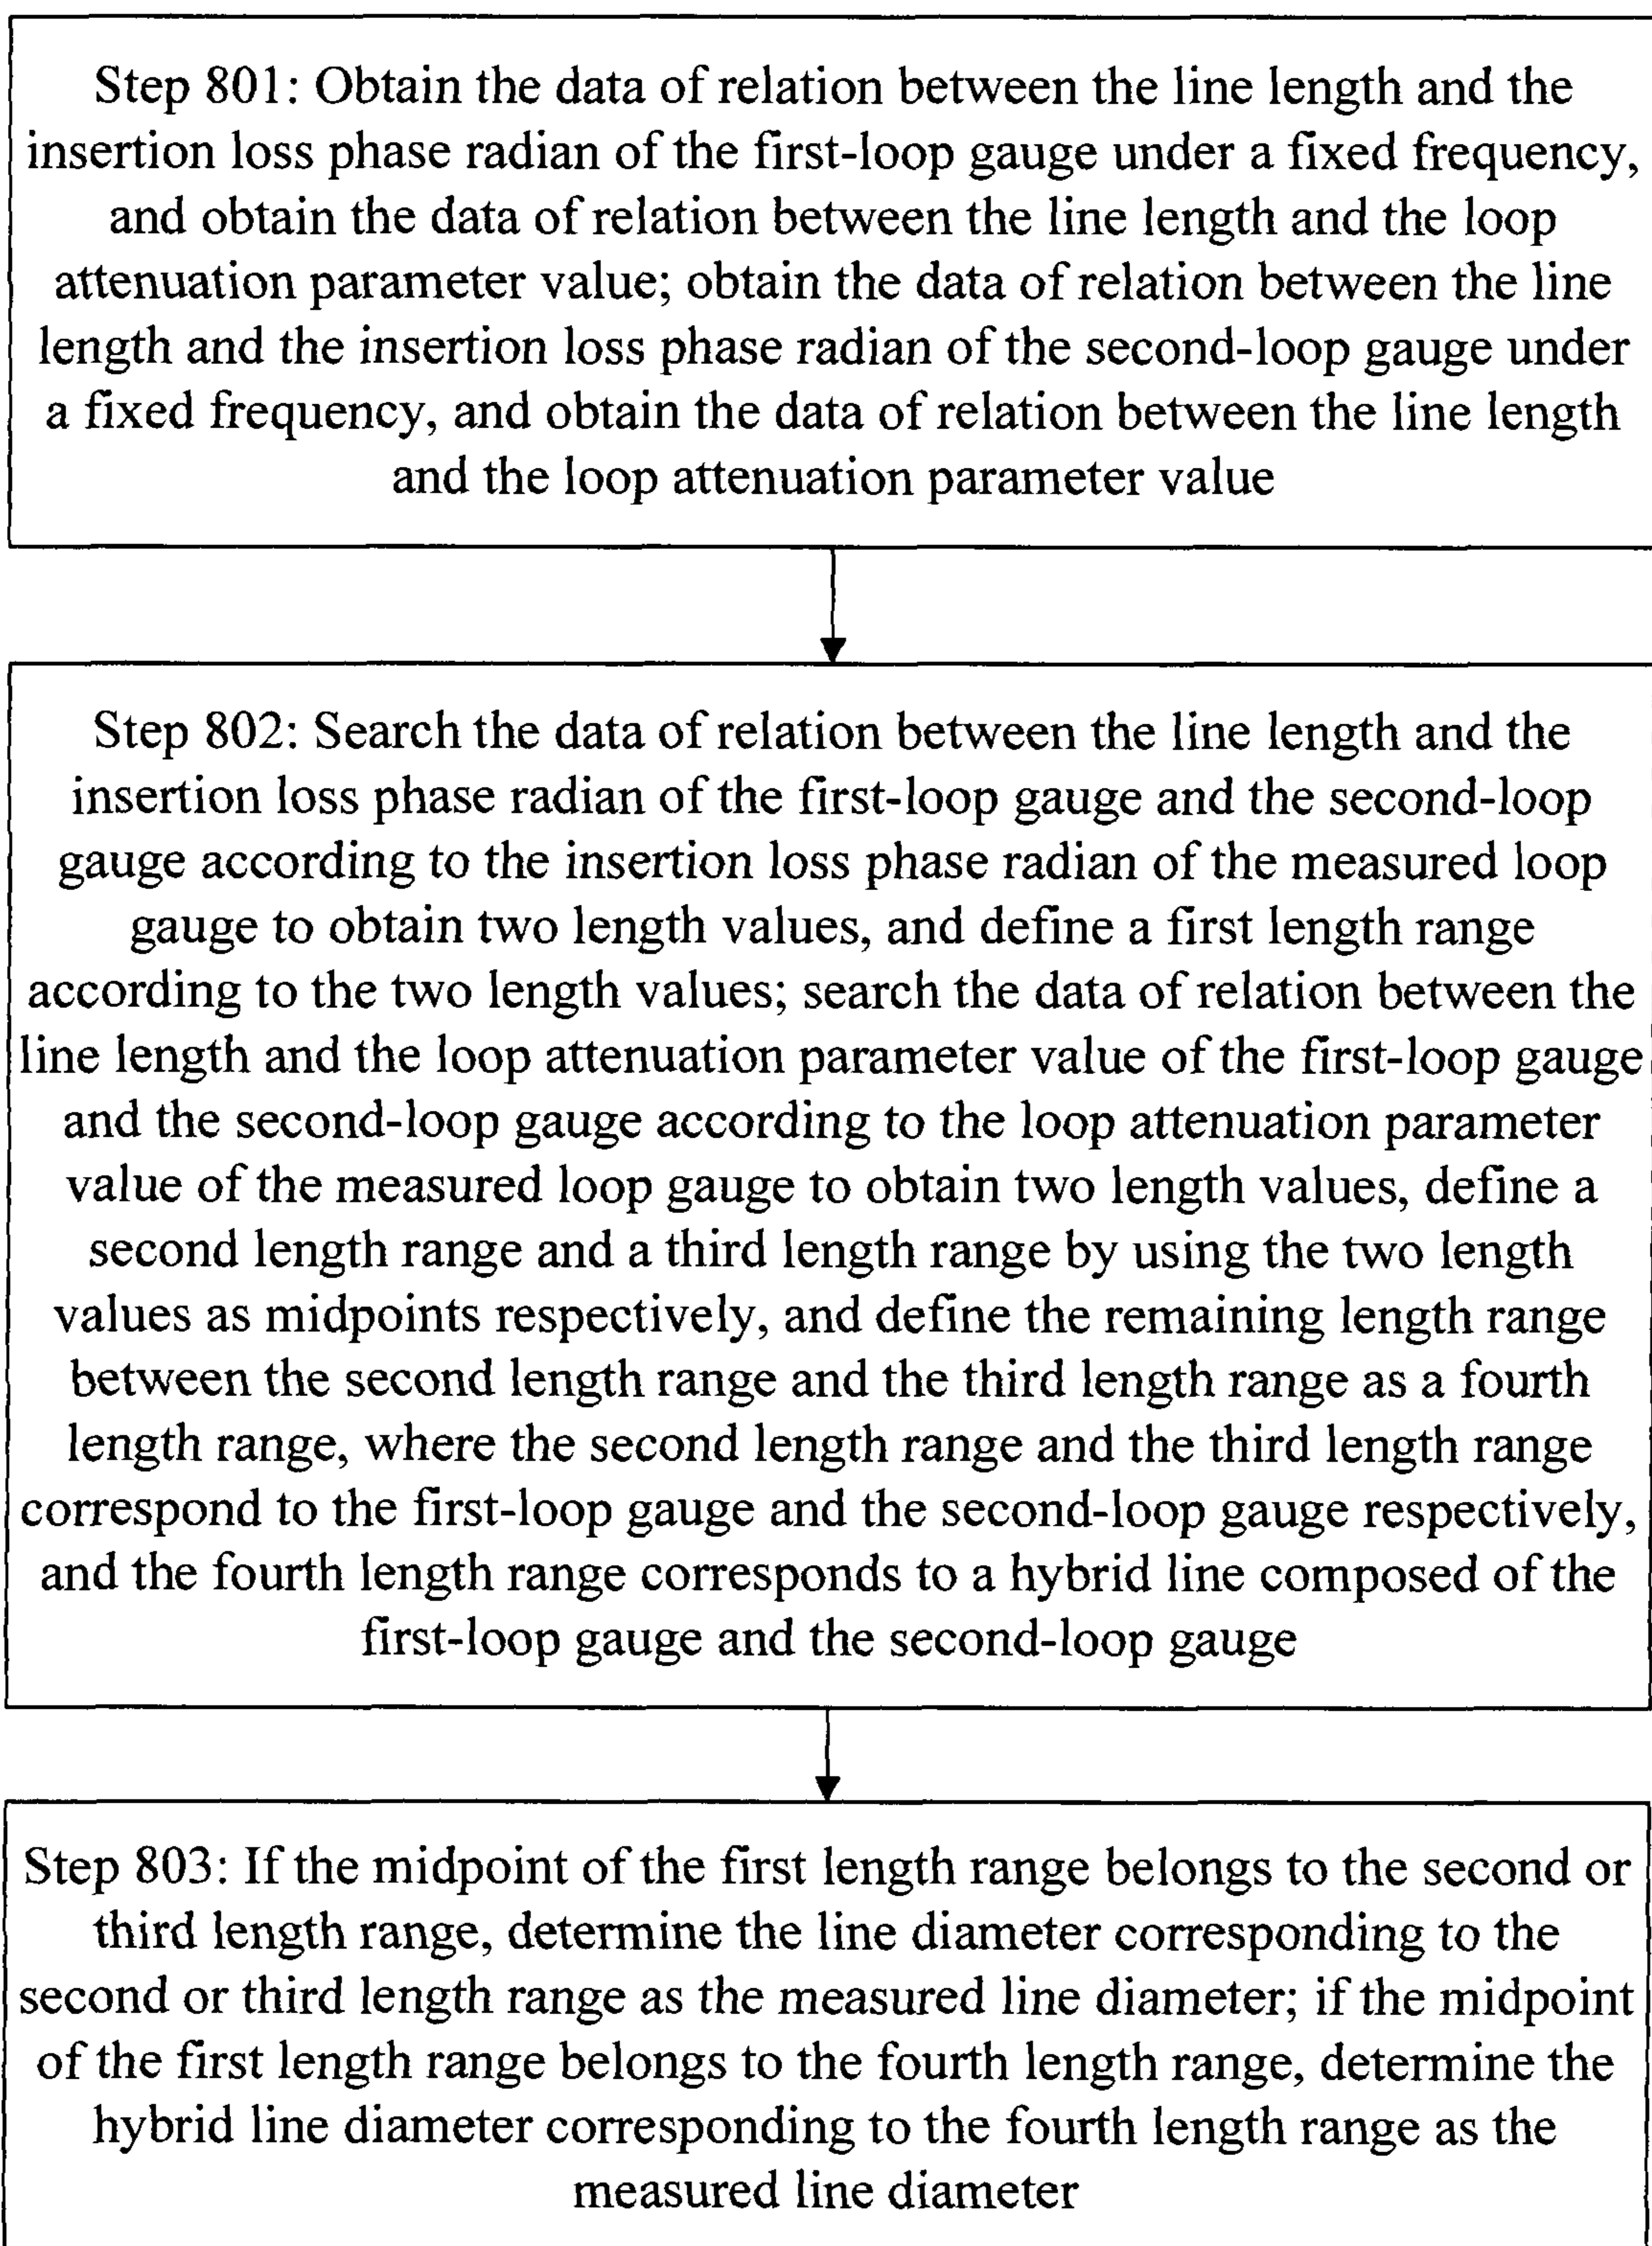 Step 801: Obtain the data of relation between the line length and the
insertion loss phase radian of the first-loop gauge under a fixed frequency,
and obtain the data of relation between the line length and the loop
attenuation parameter value; obtain the data of relation between the line
length and the insertion loss phase radian of the second-loop gauge under
a fixed frequency, and obtain the data of relation between the line length
and the loop attenuation parameter value
Step 802: Search the data of relation between the line length and the
insertion loss phase radian of the first-loop gauge and the second-loop
gauge according to the insertion loss phase radian of the measured loop
gauge to obtain two length values, and define a first length range
according to the two length values; search the data of relation between the
line length and the loop attenuation parameter value of the first-loop gauge
and the second-loop gauge according to the loop attenuation parameter
value of the measured loop gauge to obtain two length values, define a
second length range and a third length range by using the two length
values as midpoints respectively, and define the remaining length range
between the second length range and the third length range as a fourth
length range, where the second length range and the third length range
correspond to the first-loop gauge and the second-loop gauge respectively,
and the fourth length range corresponds to a hybrid line composed of the
first-loop gauge and the second-loop gauge
Step 803: If the midpoint of the first length range belongs to the second or
third length range, determine the line diameter corresponding to the
second or third length range as the measured line diameter; if the midpoint
of the first length range belongs to the fourth length range, determine the
hybrid line diameter corresponding to the fourth length range as the
measured line diameter